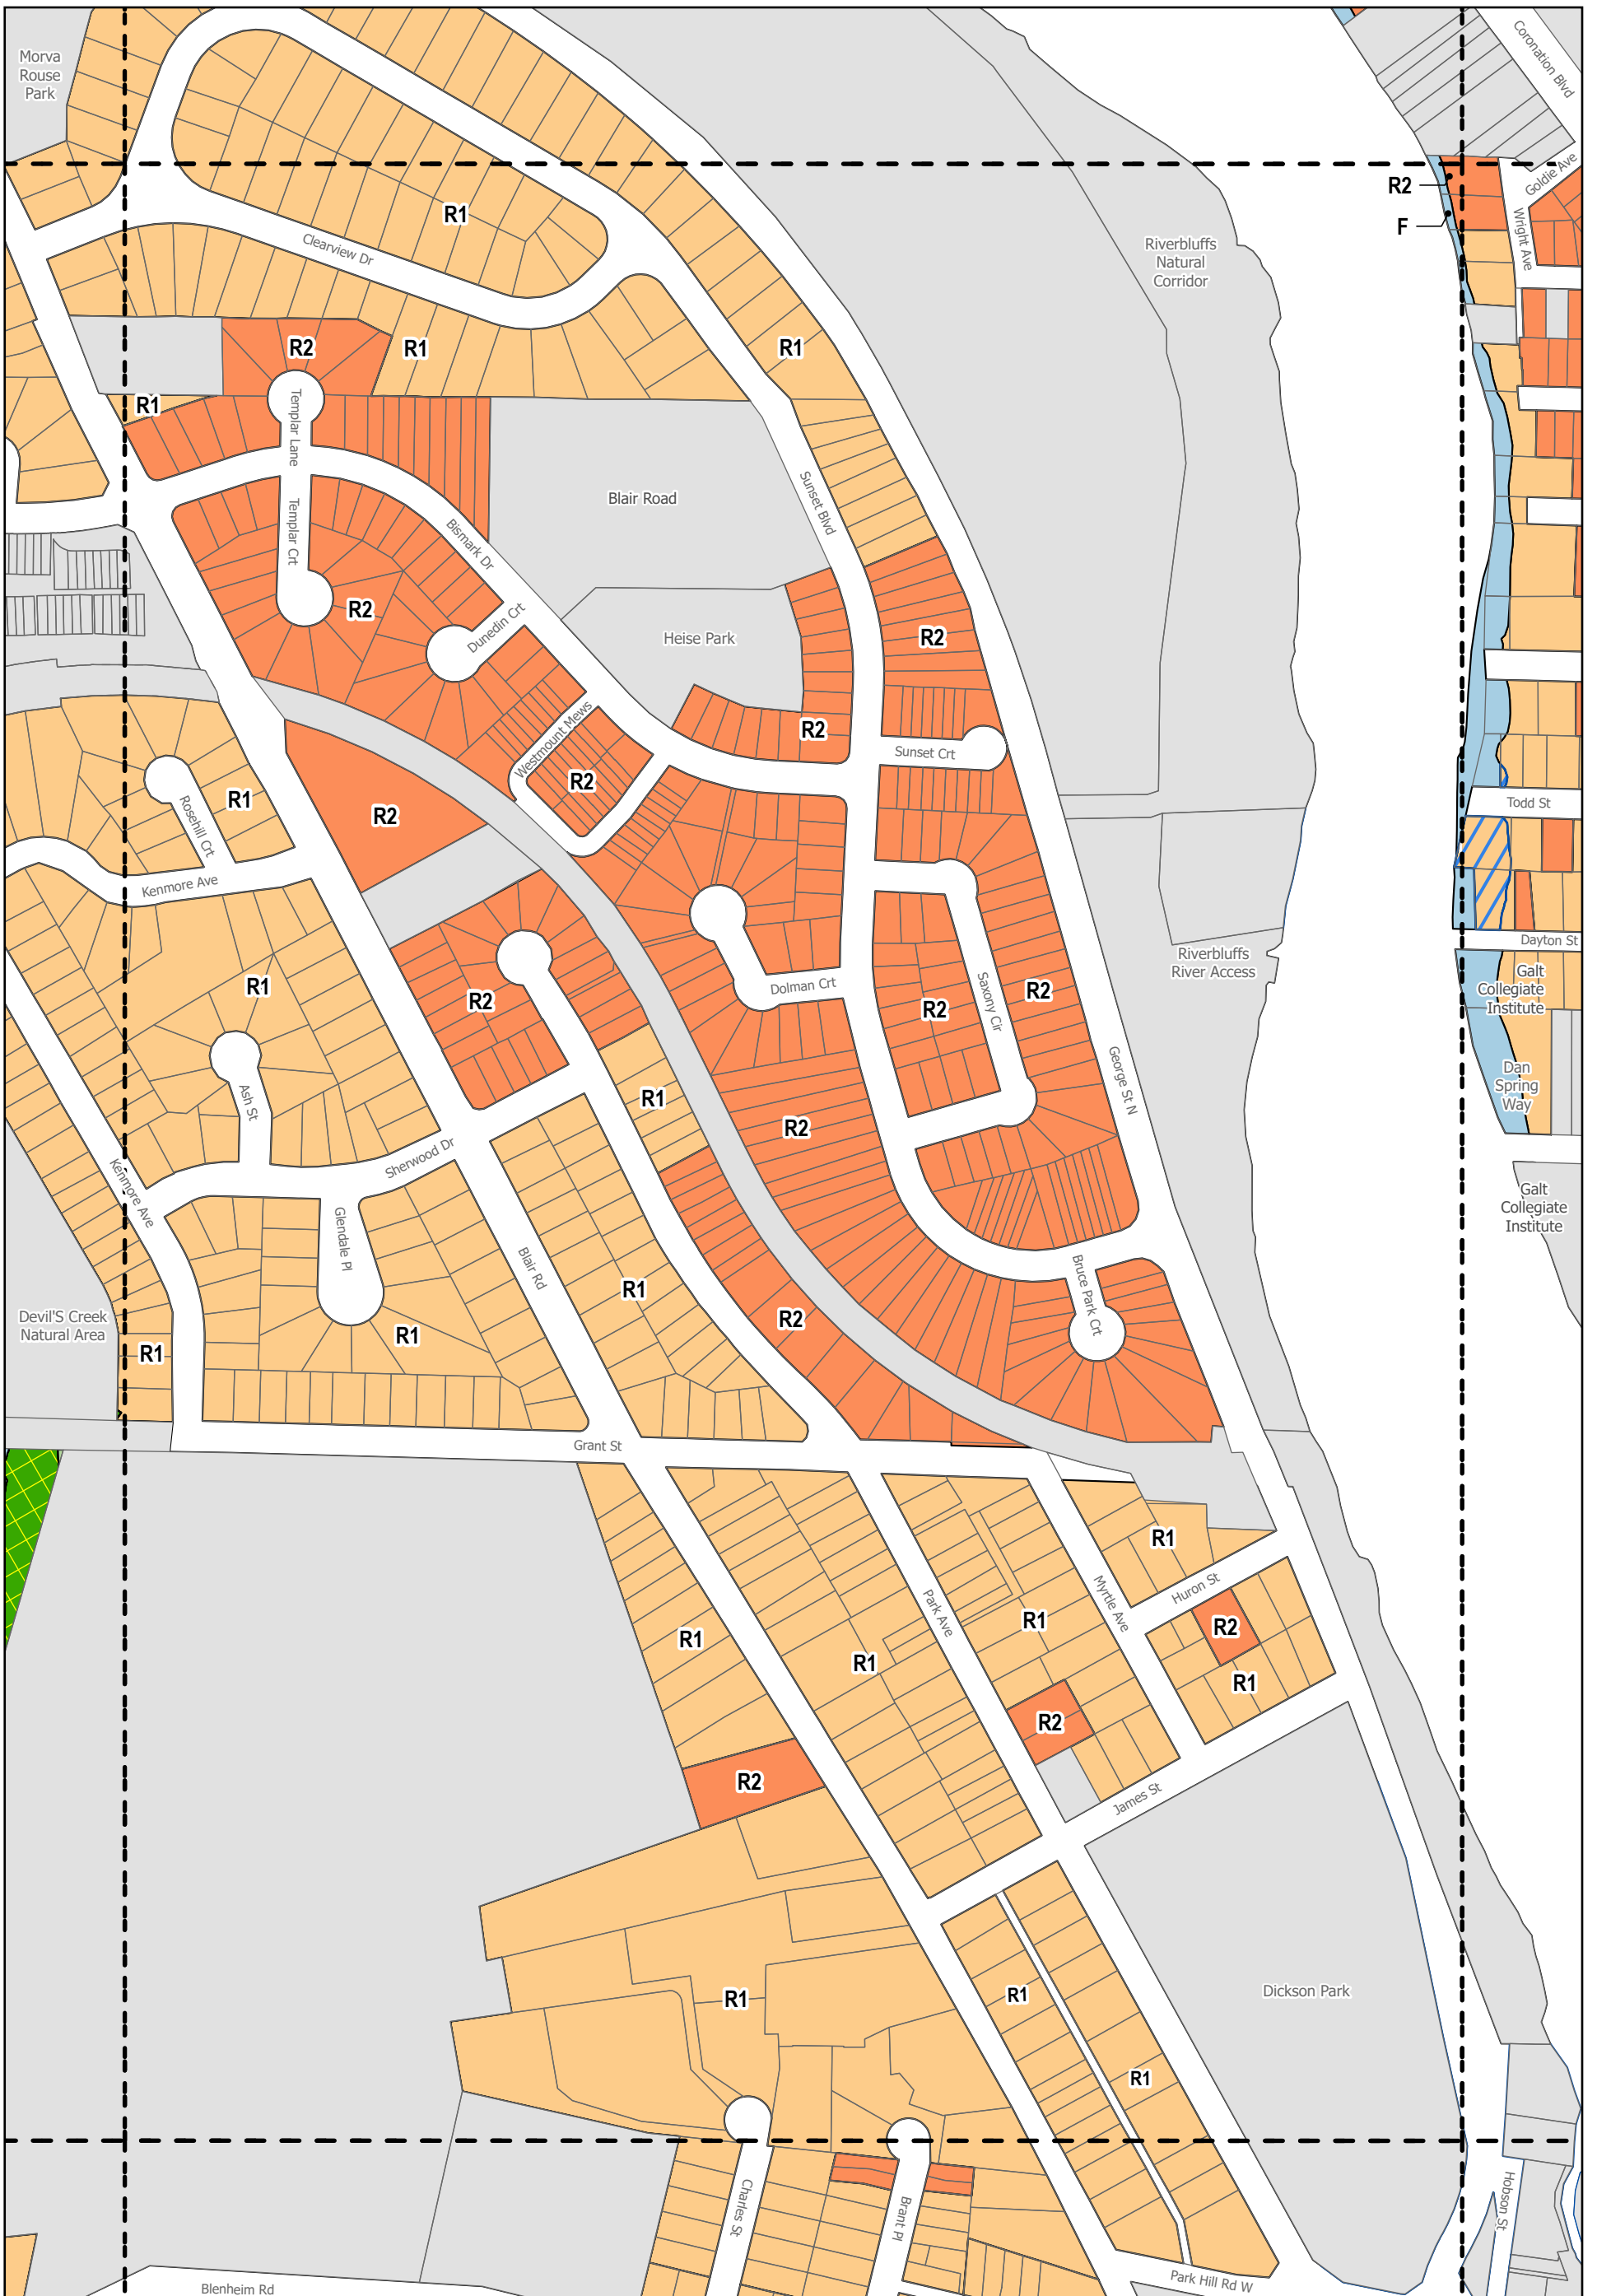 Morva
Rouse
Park
Coronation Blvd
Goldie Ave
R2
F
Wright Ave
R1
Clearview Dr
Riverbluffs
Natural
Corridor
R2
R1
R1
R1
Templar Lane
Blair Road
Sunset Blvd
Templar Crt
Bismark Dr
R2
Dunedin Crt
Heise Park
R2
Westmount Mews
R2
Sunset Crt
R2
R1
R2
Rosehill Crt
Todd St
Kenmore Ave
Dayton St
Riverbluffs
River Access
Galt
Collegiate
Institute
R1
R2
Dolman Crt
Saxony Cir
R2
R2
George St N
Dan
Spring
Way
Ash St
R1
R2
Sherwood Dr
Kenmore Ave
Galt
Collegiate
Institute
Glendale Pl
Blair Rd
R1
Bruce Park Crt
Devil'S Creek
Natural Area
R1
R1
R2
Grant St
R1
Huron St
Myrtle Ave
Park Ave
R1
R2
R1
R1
R1
R2
R2
James St
R1
R1
Dickson Park
R1
Charles St
Brant Pl
Hobson St
Park Hill Rd W
Blenheim Rd